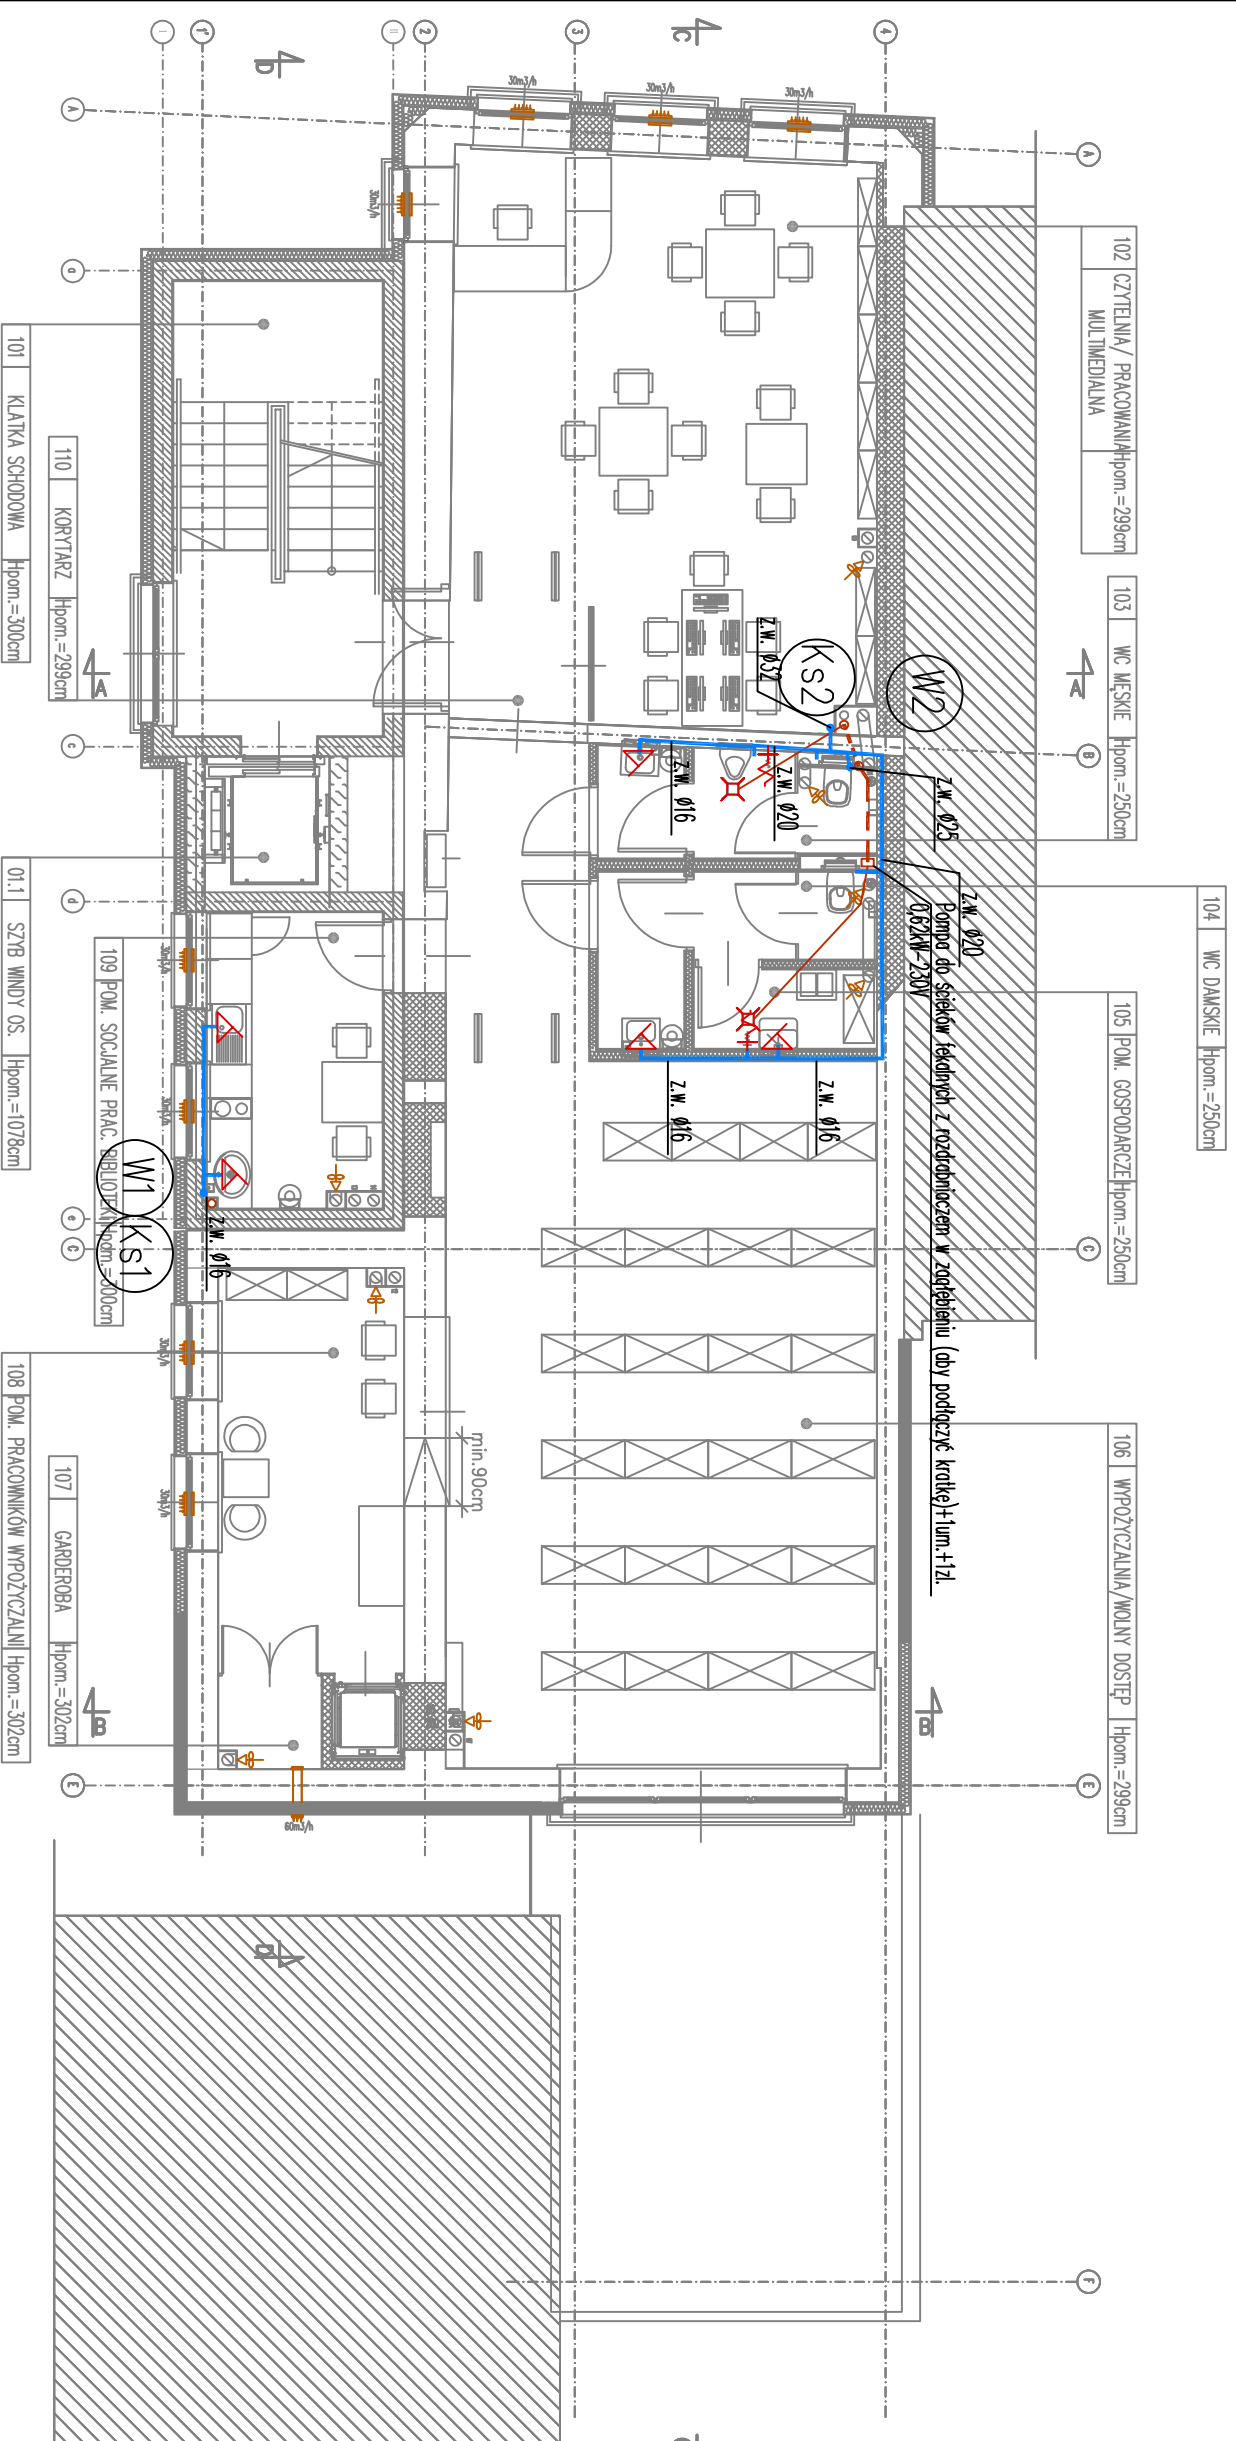 102 CZYTELNIA/ PRACOWNIA Hpom.=299cm
MULTIMEDIALNA
103 WC MĘSKIE Hpom.=250cm
104 WC DAMSKIE Hpom.=250cm
105 POM. GOSPODARCZE Hpom.=250cm
106 WYPOŻYCZALNIA/WOLNY DOSTĘP Hpom.=299cm
A
B
C
E
F
A
B
4
W2
z.w. ø25
z.w. ø20
Pompa do ścieków fekalnych z rozdrabniaczem w zagłębieniu (aby podłączyć kratkę)+1um.+1zl.
0,62kW-230V
Ks2
z.w. ø32
z.w. ø20
z.w. ø16
z.w. ø16
z.w. ø16
C
3
30m3/h
30m3/h
30m3/h
30m3/h
min.90cm
2
II
D
D
60m3/h
1'
I
z.w. ø16
30m3/h
30m3/h
30m3/h
30m3/h
W1
Ks1
A
a
c
d
e
C
E
A
B
109 POM. SOCJALNE PRAC. BIBLIOTEKI Hpom.=300cm
110 KORYTARZ Hpom.=299cm
107 GARDEROBA Hpom.=302cm
101 KLATKA SCHODOWA Hpom.=300cm
01.1 SZYB WINDY OS. Hpom.=1078cm
108 POM. PRACOWNIKÓW WYPOŻYCZALNI Hpom.=302cm